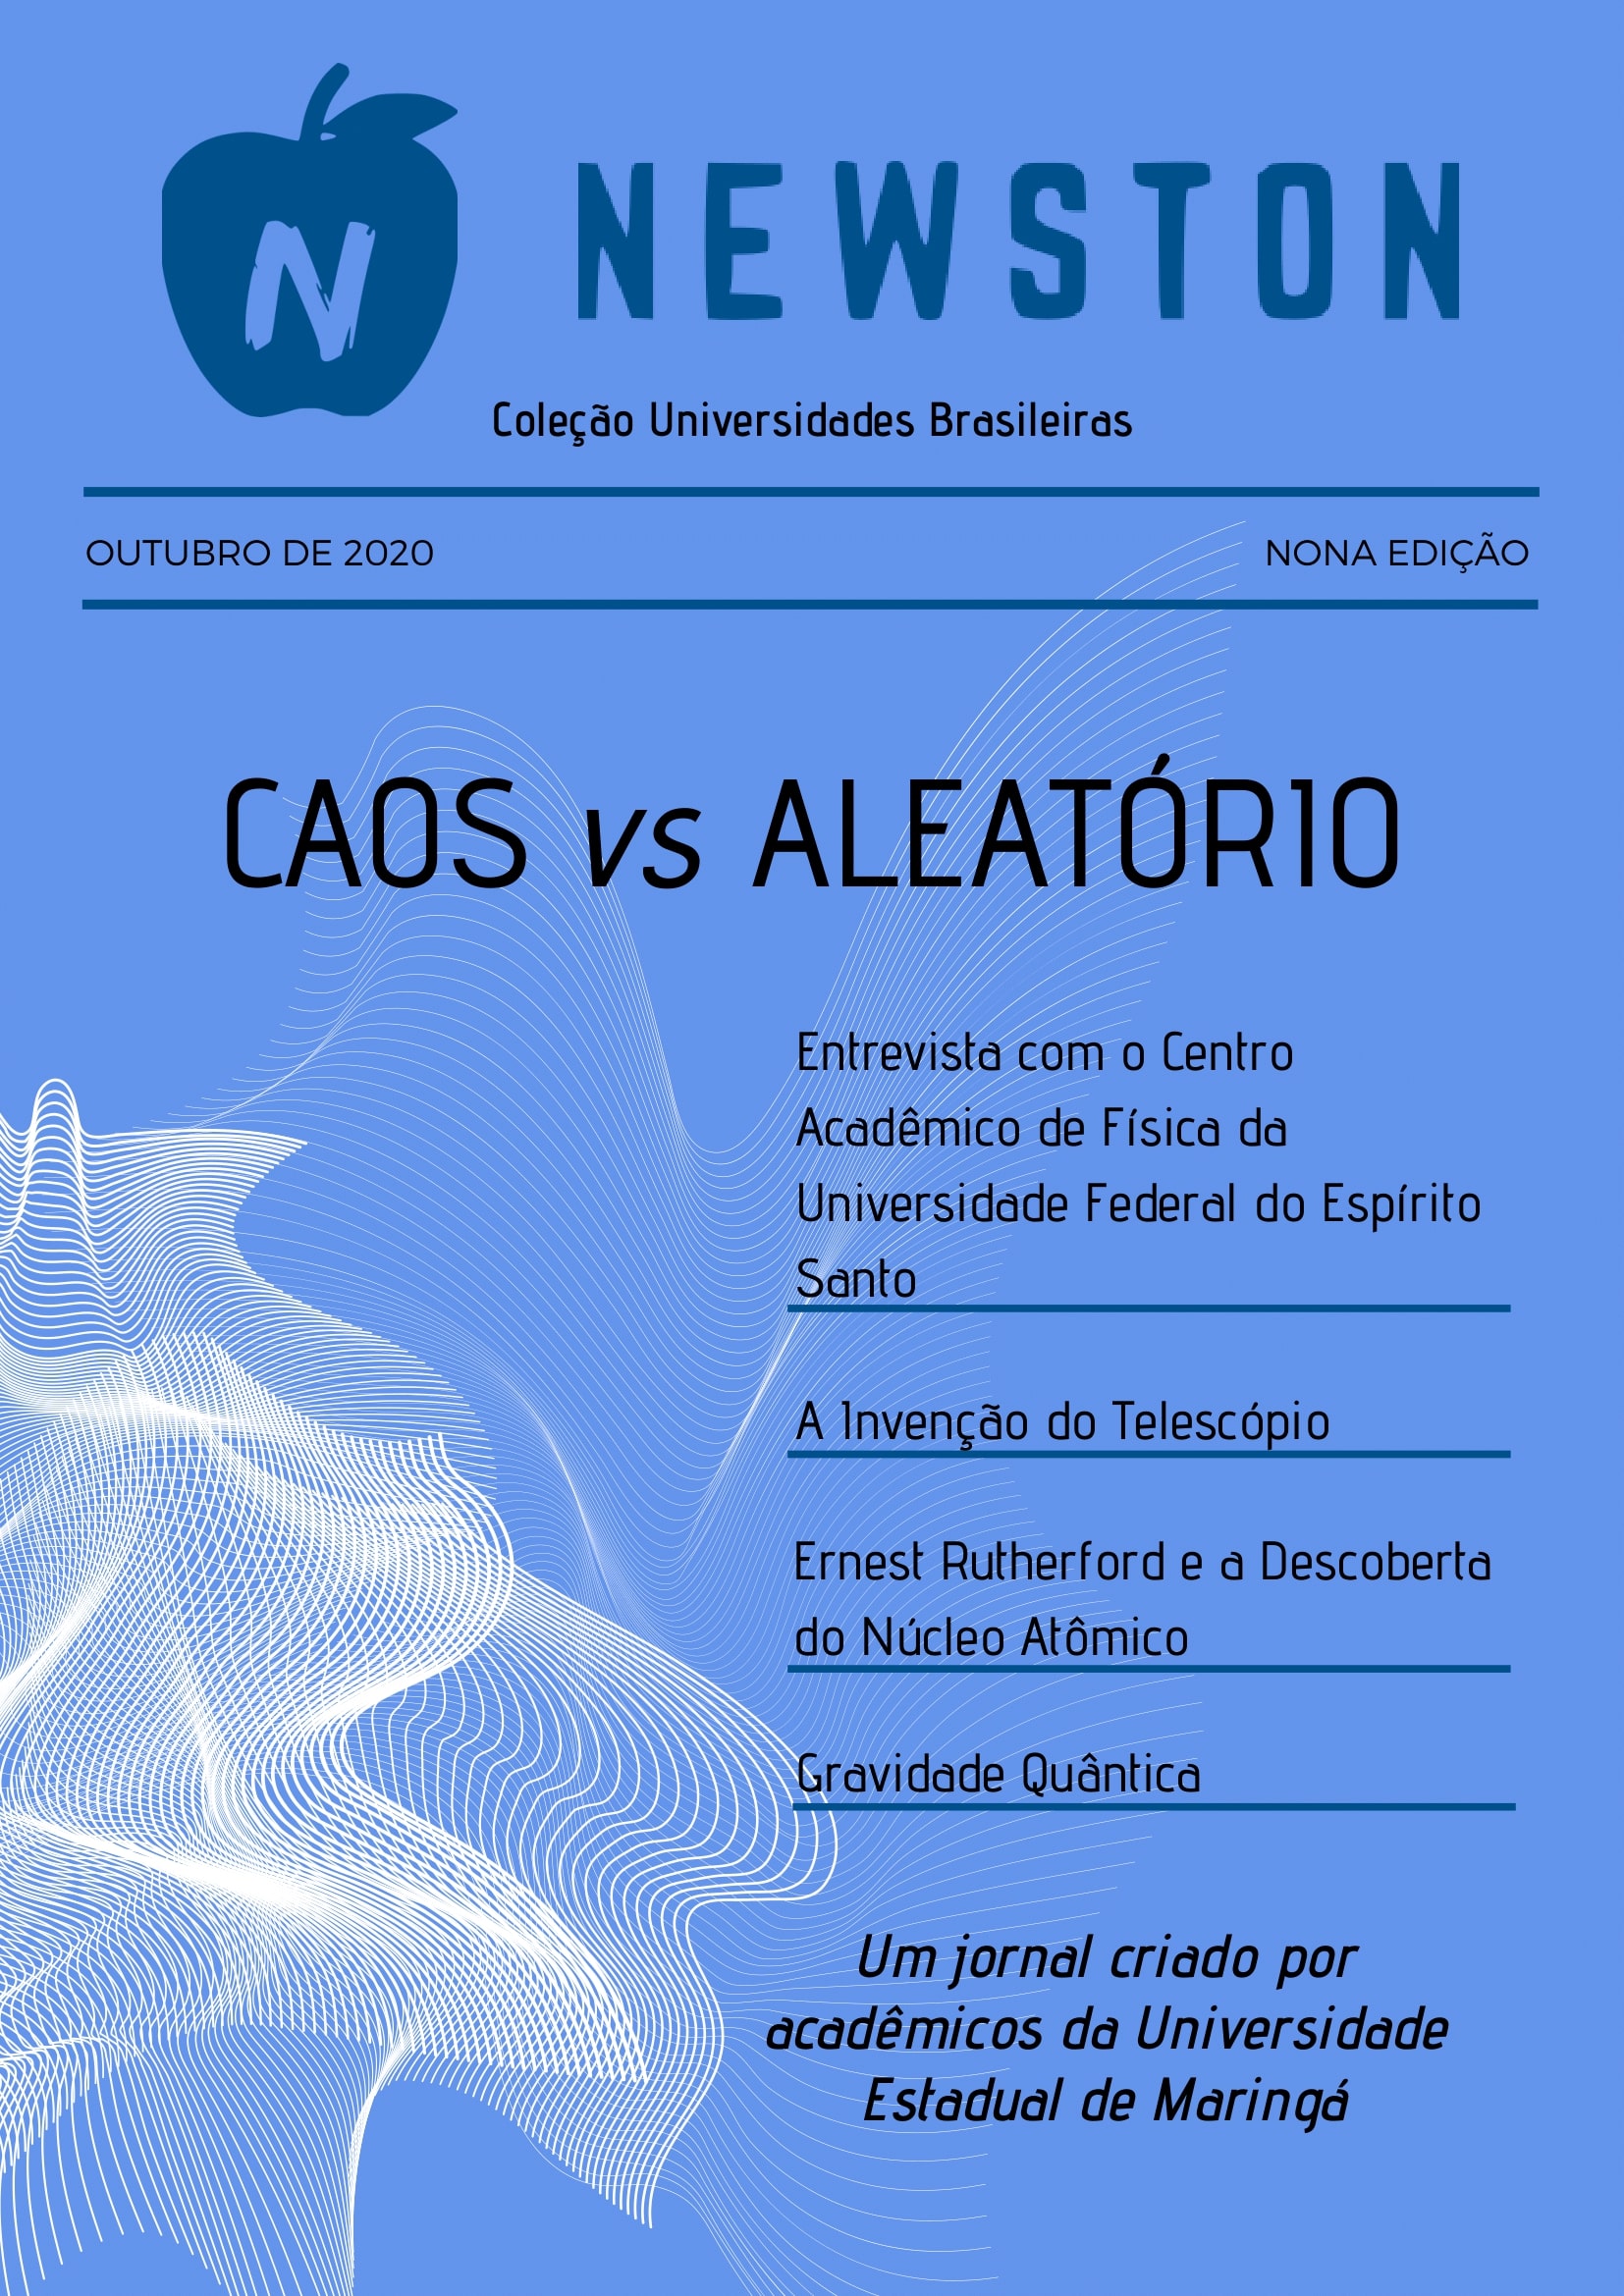 N
NEWSTON
Coleção Universidades Brasileiras
OUTUBRO DE 2020
NONA EDIÇÃO
CAOS vs ALEATÓRIO
Entrevista com o Centro
Acadêmico de Física da
Universidade Federal do Espírito
Santo
A Invenção do Telescópio
Ernest Rutherford e a Descoberta
do Núcleo Atômico
Gravidade Quântica
Um jornal criado por
acadêmicos da Universidade
Estadual de Maringá